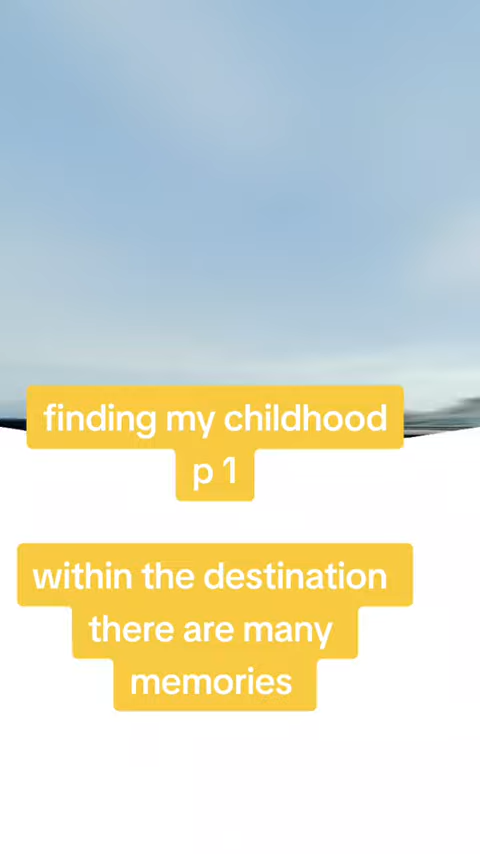 finding my childhood
p 1
within the destination
there are many
memories